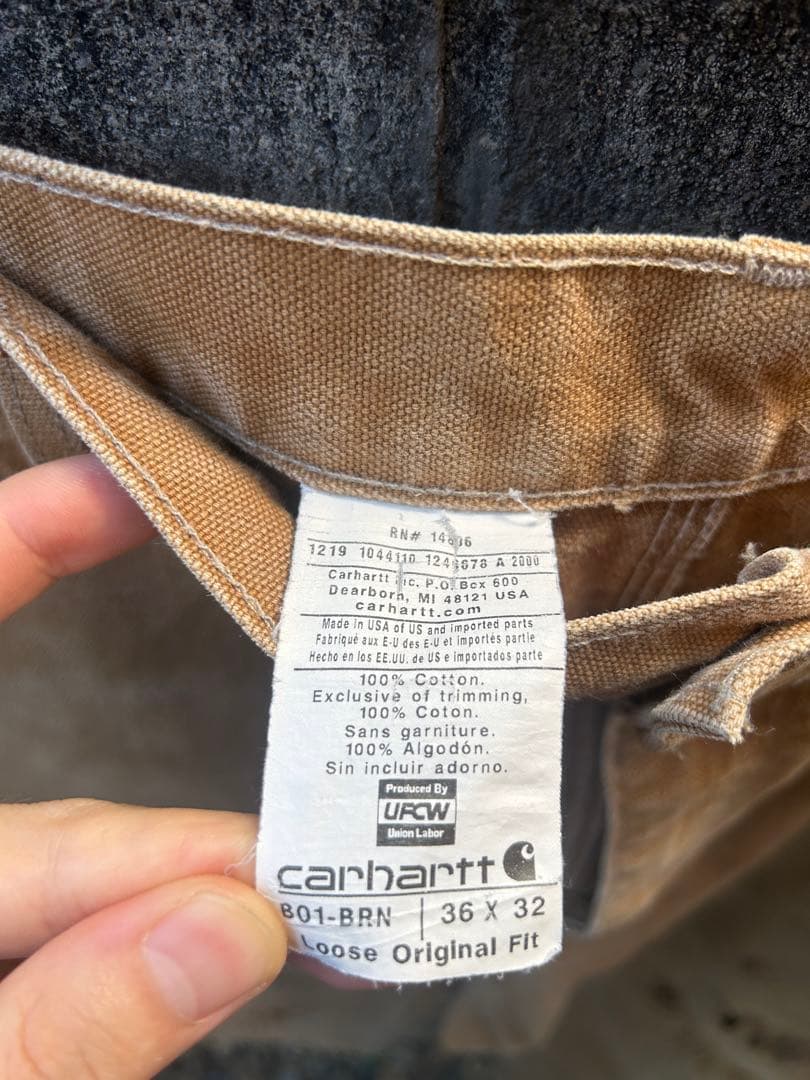 RN# 14806
1219 1044110 1249678 A 2000
Carhartt Inc. P.O. Box 600
Dearborn, MI 48121 USA
carhartt.com
Made in USA of US and imported parts
Fabriqué aux E-U des E-U et importés partie
Hecho en los EE.UU. de US e importados parte
100% Cotton.
Exclusive of trimming,
100% Coton.
Sans garniture.
100% Algodón.
Sin incluir adorno.
Produced By
UFCW
Union Labor
carhartt
B01-BRN | 36 X 32
Loose Original Fit